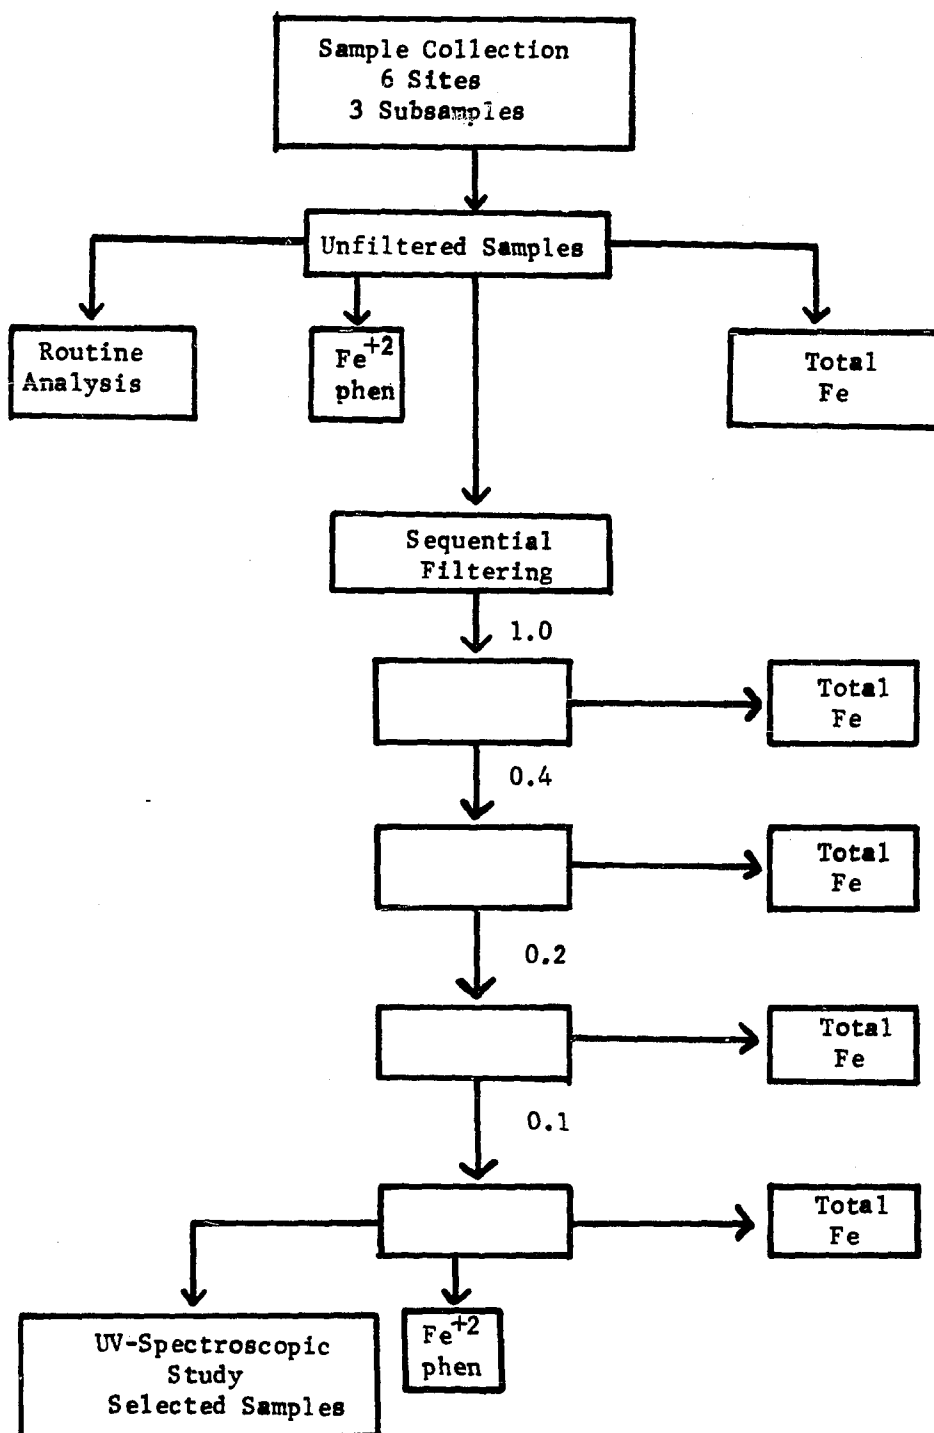 Sample Collection
6 Sites
3 Subsamples
Unfiltered Samples
Routine
Analysis
Fe+2
phen
Total
Fe
Sequential
Filtering
1.0
Total
Fe
0.4
Total
Fe
0.2
Total
Fe
0.1
Total
Fe
UV-Spectroscopic
Study
Selected Samples
Fe+2
phen